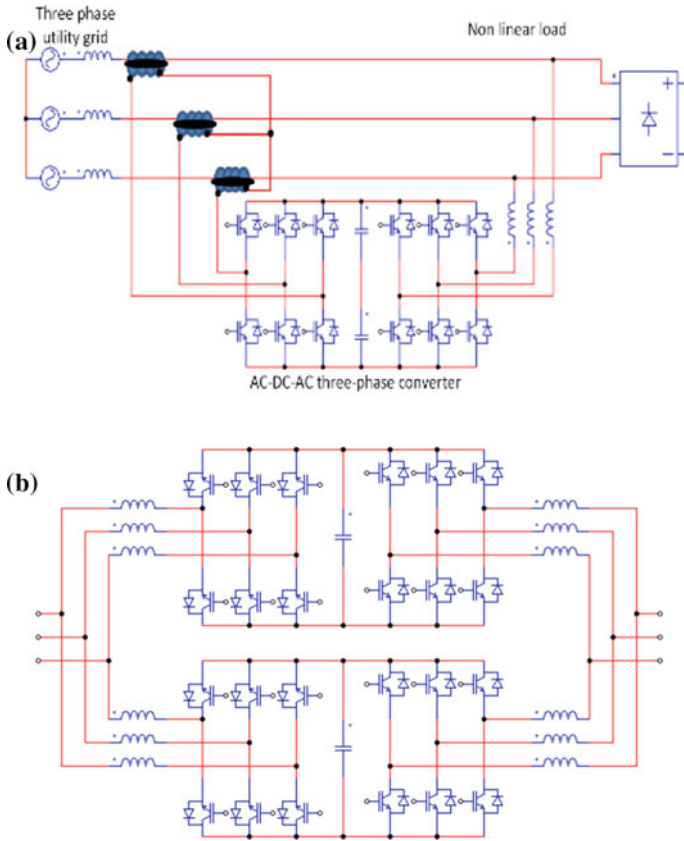 Three phase
utility grid
(a)
Non linear load
AC-DC-AC three-phase converter
(b)